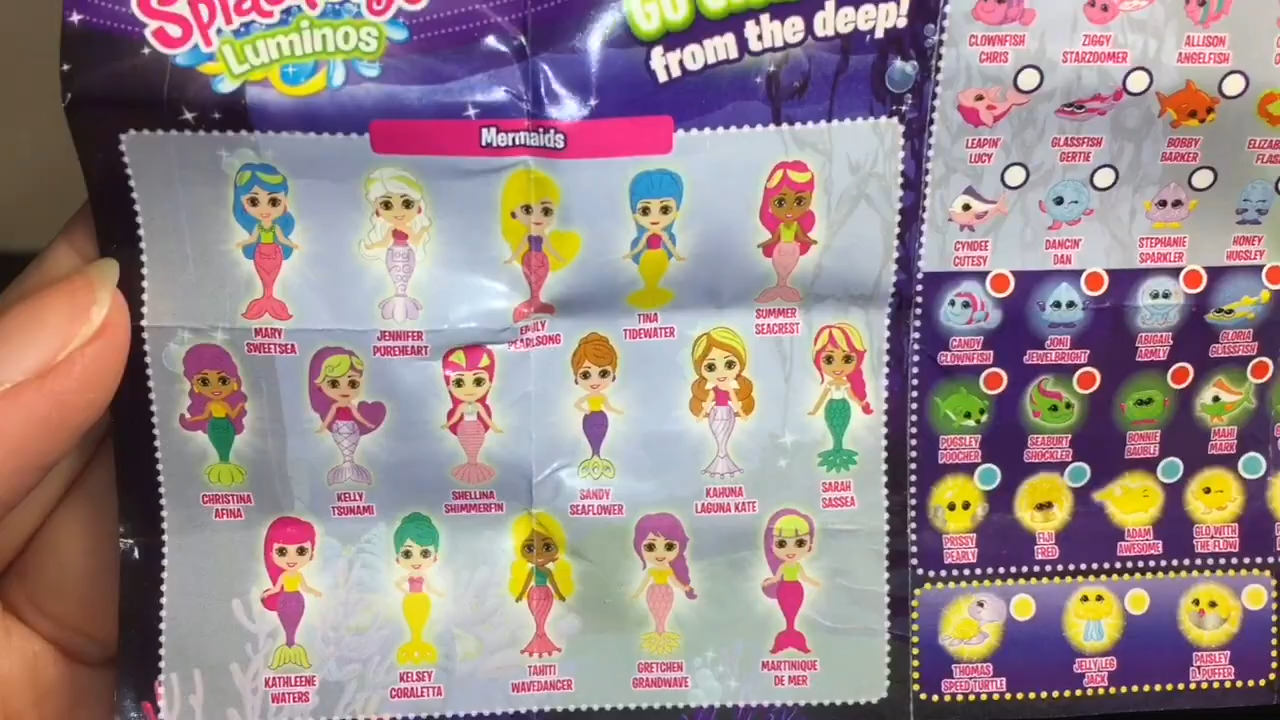 Luminos
from the deep!
Mermaids
MARY
SWEETSEA
JENNIFER
PUREHEART
EMILY
PEARLSONG
TINA
TIDEWATER
SUMMER
SEACREST
CHRISTINA
AFINA
KELLY
TSUNAMI
SHELLINA
SHIMMERFIN
SANDY
SEAFLOWER
KAHUNA
LAGUNA KATE
SARAH
SASSEA
KATHLEENE
WATERS
KELSEY
CORALETTA
TAHITI
WAVEDANCER
GRETCHEN
GRANDWAVE
MARTINIQUE
DE MER
CLOWNFISH
CHRIS
ZIGGY
STARZOOMER
ALLISON
ANGELFISH
LEAPIN'
LUCY
GLASSFISH
GERTIE
BOBBY
BARKER
CYNDEE
CUTESY
DANCIN'
DAN
STEPHANIE
SPARKLER
HONEY
HUGSLEY
CANDY
CLOWNFISH
JONI
JEWELBRIGHT
ABIGAIL
ARMLY
GLORIA
GLASSFISH
PUGSLEY
POOCHER
SEABURT
SHOCKLER
BONNIE
BAUBLE
MAHI
MARK
PRISSY
PEARLY
FIJI
FRED
ADAM
AWESOME
GLO WITH
THE FLOW
THOMAS
SPEED TURTLE
JELLY LEG
JACK
PAISLEY
D. PUFFER